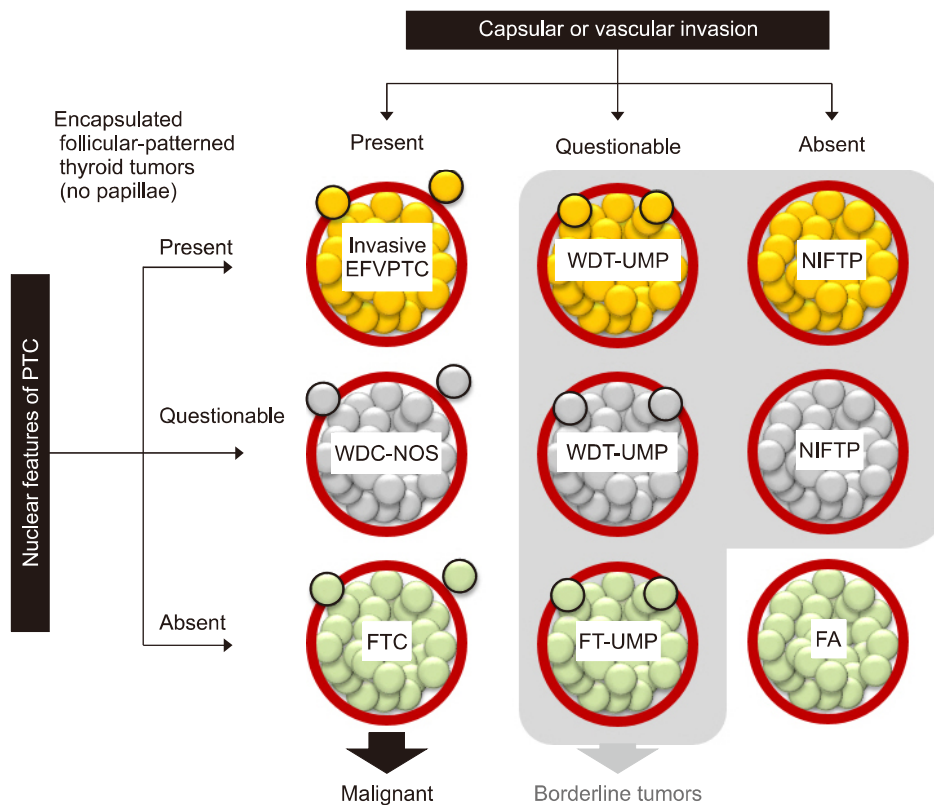 Capsular or vascular invasion
Encapsulated
follicular-patterned
thyroid tumors
(no papillae)
Present
Questionable
Absent
Nuclear features of PTC
Present
Invasive
EFVPTC
WDT-UMP
NIFTP
Questionable
WDC-NOS
WDT-UMP
NIFTP
Absent
FTC
FT-UMP
FA
Malignant
Borderline tumors